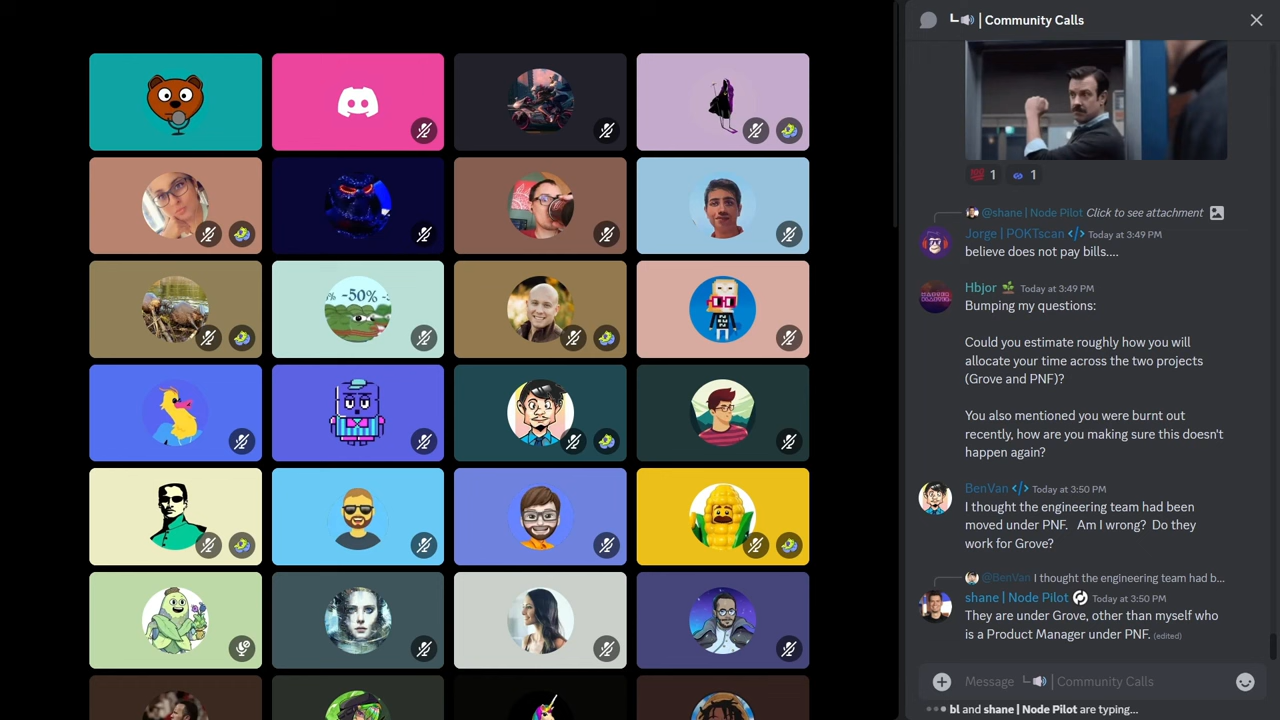 ┗🔊 | Community Calls
1
1
@shane | Node Pilot Click to see attachment
Jorge | POKTscan </> Today at 3:49 PM
believe does not pay bills....
Hbjor 🌱 Today at 3:49 PM
Bumping my questions:
Could you estimate roughly how you will
allocate your time across the two projects
(Grove and PNF)?
You also mentioned you were burnt out
recently, how are you making sure this doesn't
happen again?
BenVan </> Today at 3:50 PM
I thought the engineering team had been
moved under PNF. Am I wrong? Do they
work for Grove?
@BenVan I thought the engineering team had b...
shane | Node Pilot Today at 3:50 PM
They are under Grove, other than myself who
is a Product Manager under PNF. (edited)
Message ┗🔊 | Community Calls
bl and shane | Node Pilot are typing...
-50%